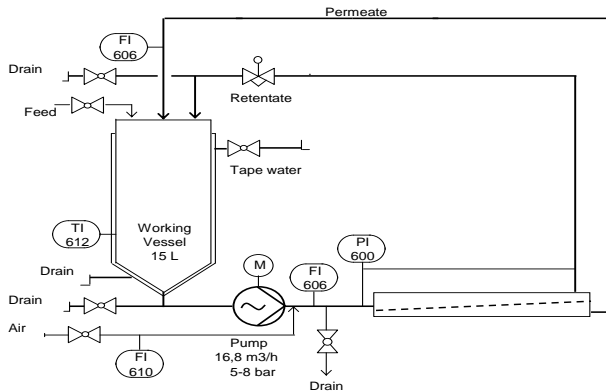 Permeate
FI
606
Drain
Retentate
Feed
Tape water
TI
612
Working
Vessel
15 L
PI
600
Drain
M
FI
606
Drain
Air
Pump
16,8 m3/h
5-8 bar
FI
610
Drain